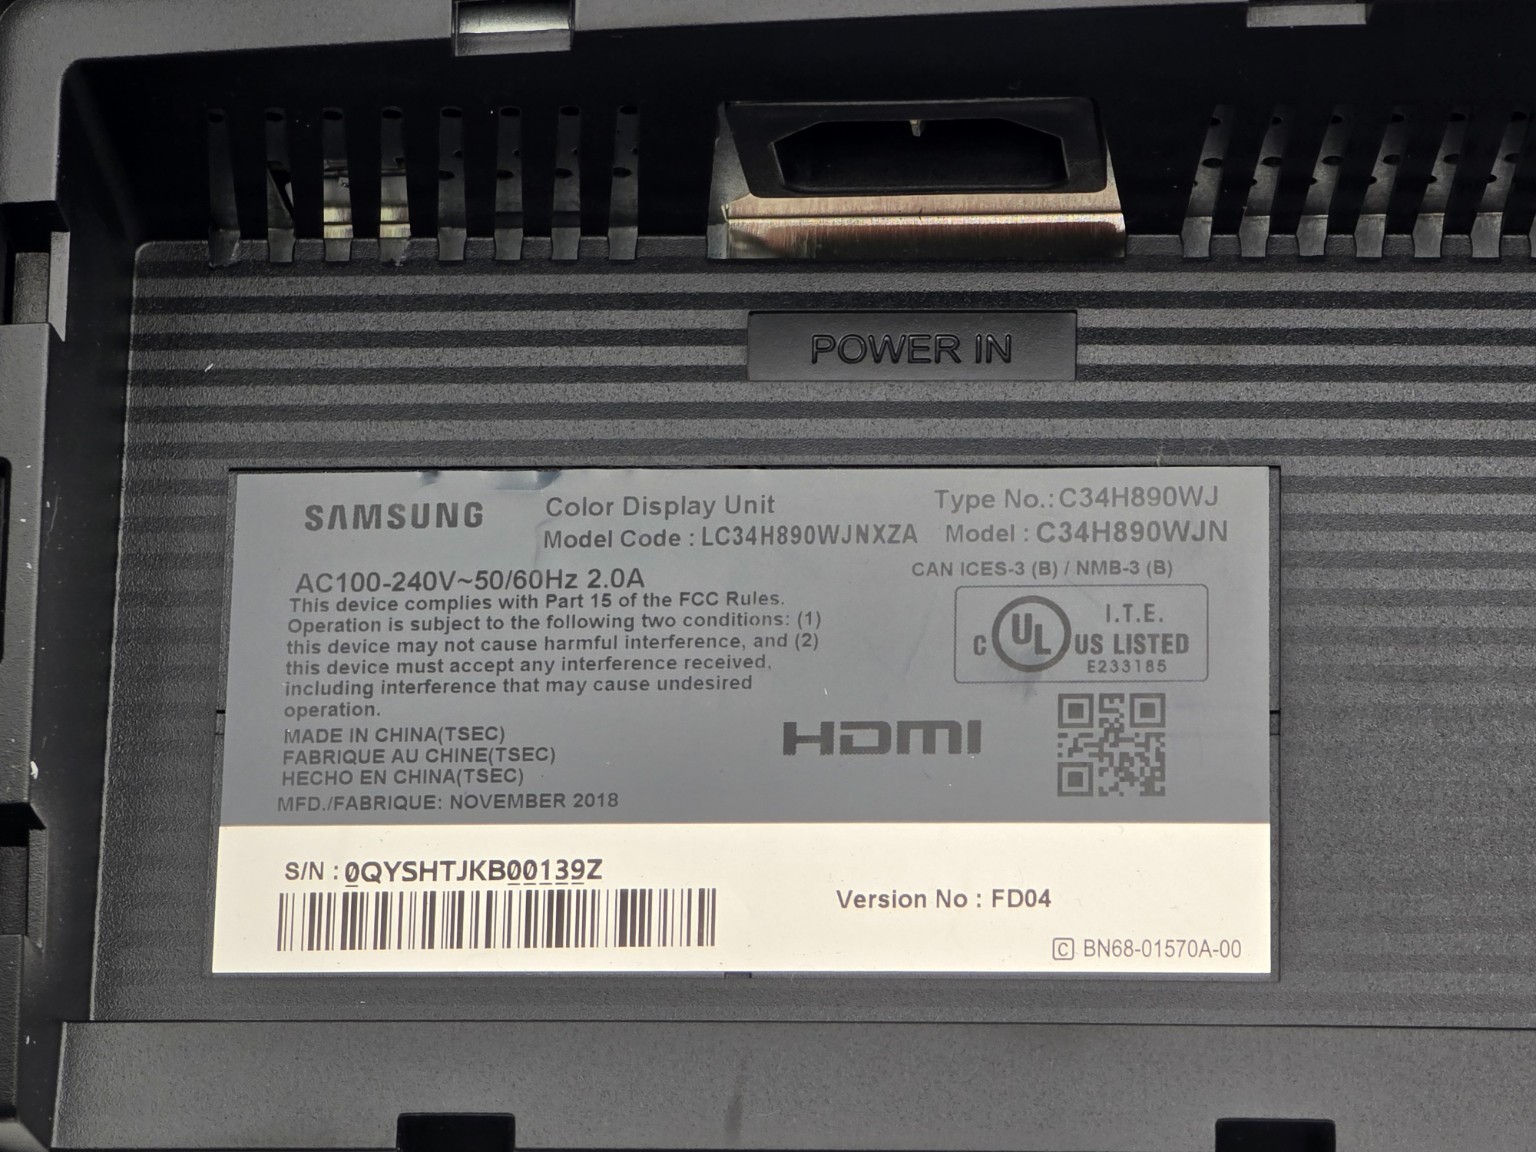 POWER IN
SAMSUNG
Color Display Unit
Type No.:C34H890WJ
Model Code : LC34H890WJNXZA
Model : C34H890WJN
AC100-240V~50/60Hz 2.0A
CAN ICES-3 (B) / NMB-3 (B)
This device complies with Part 15 of the FCC Rules.
Operation is subject to the following two conditions: (1)
this device may not cause harmful interference, and (2)
this device must accept any interference received,
including interference that may cause undesired
operation.
C UL US LISTED
I.T.E.
E233185
MADE IN CHINA(TSEC)
FABRIQUE AU CHINE(TSEC)
HECHO EN CHINA(TSEC)
MFD./FABRIQUE: NOVEMBER 2018
HDMI
S/N : 0QYSHTJKB00139Z
Version No : FD04
C BN68-01570A-00